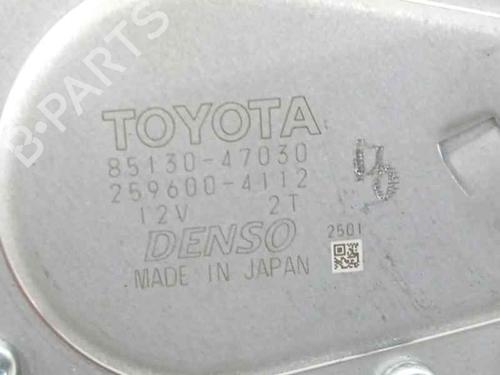 B-PARTS
TOYOTA
85130-47030
259600-4112
12V 2T
DENSO 2501
MADE IN JAPAN